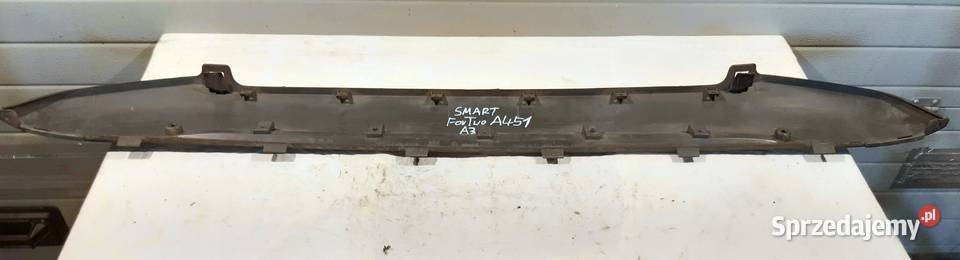 SMART
ForTwo A451
A3
Sprzedajemy.pl